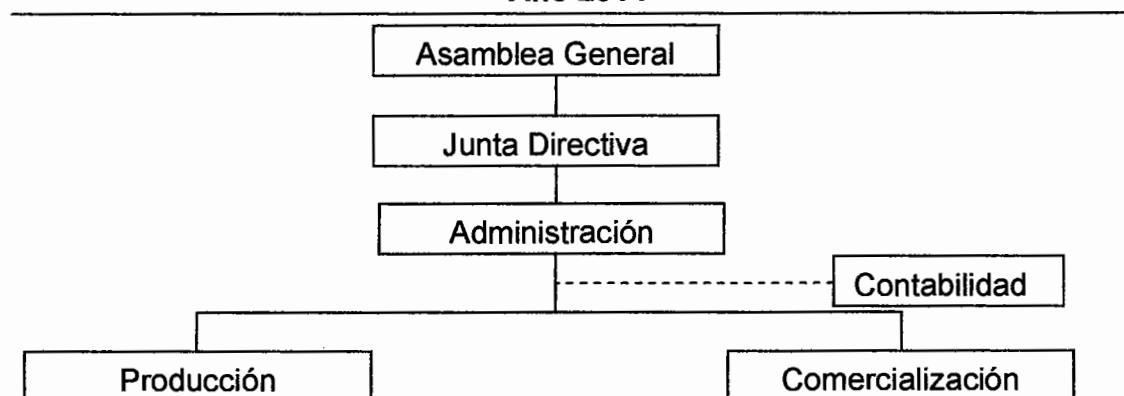 Asamblea General
Junta Directiva
Administración
Contabilidad
Producción
Comercialización